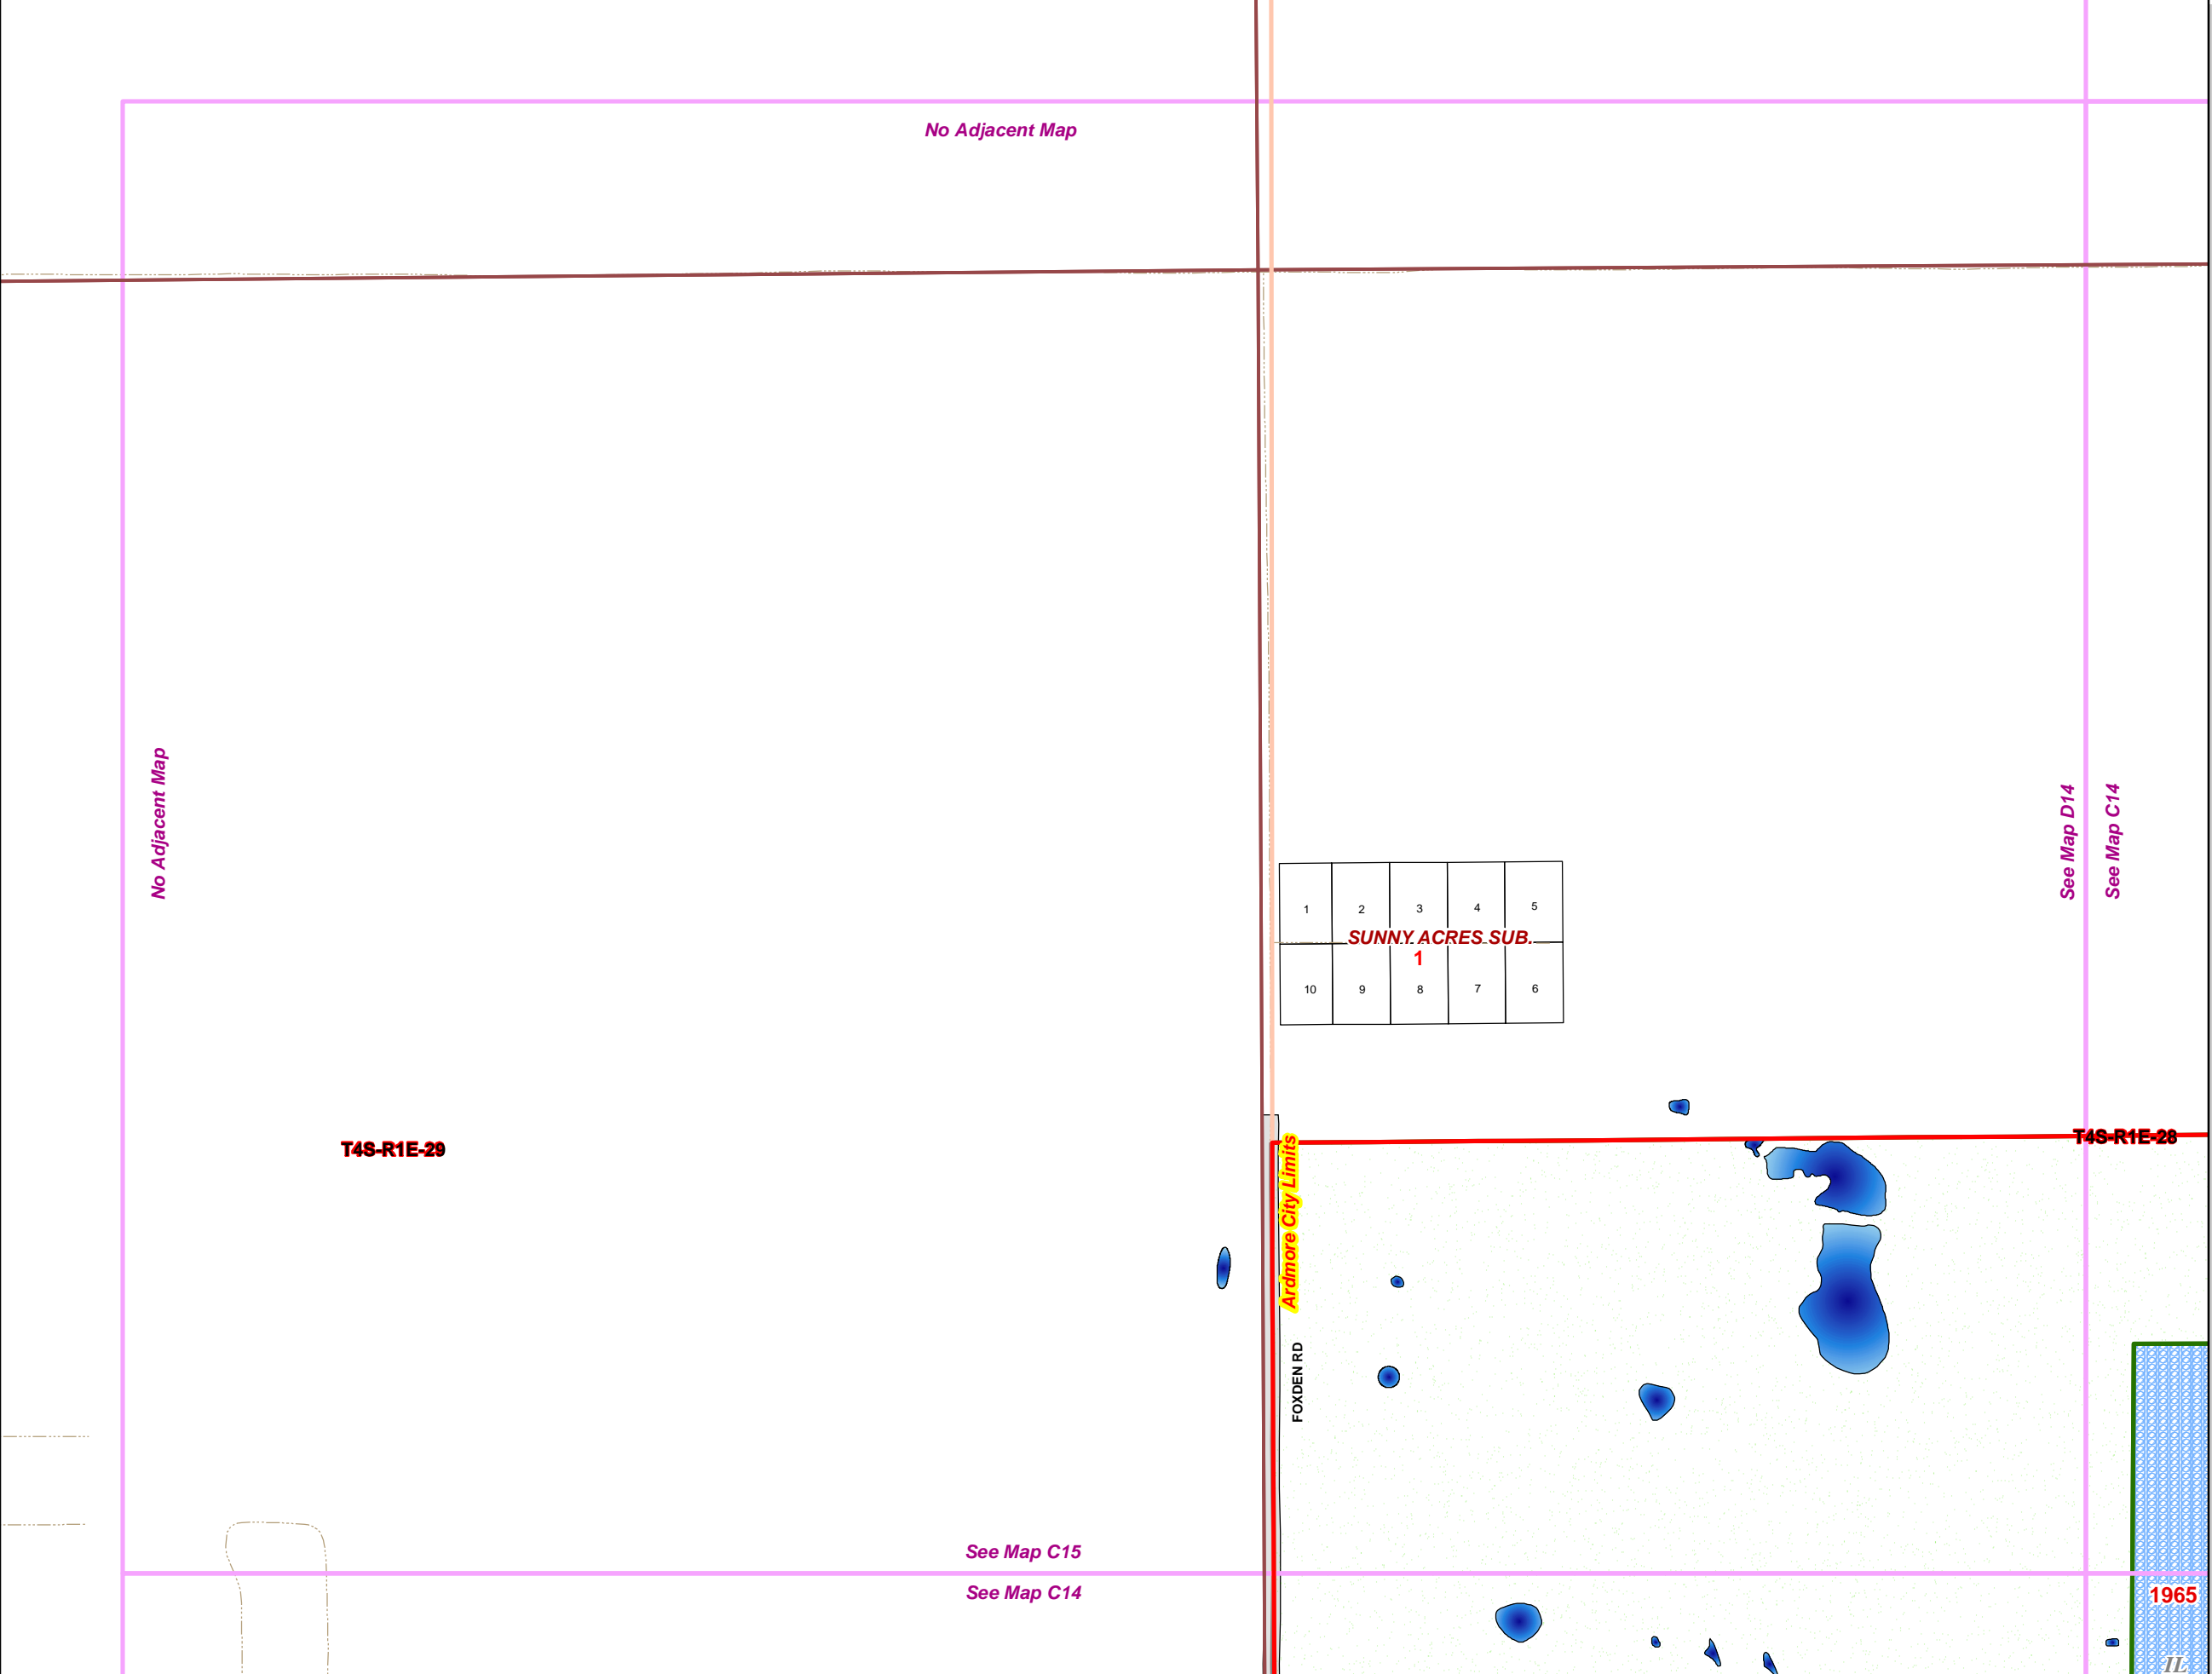 No Adjacent Map
No Adjacent Map
See Map D14
See Map C14
1
2
3
4
5
SUNNY ACRES SUB.
1
10
9
8
7
6
T4S-R1E-29
T4S-R1E-28
Ardmore City Limits
FOXDEN RD
See Map C15
See Map C14
1965
IL